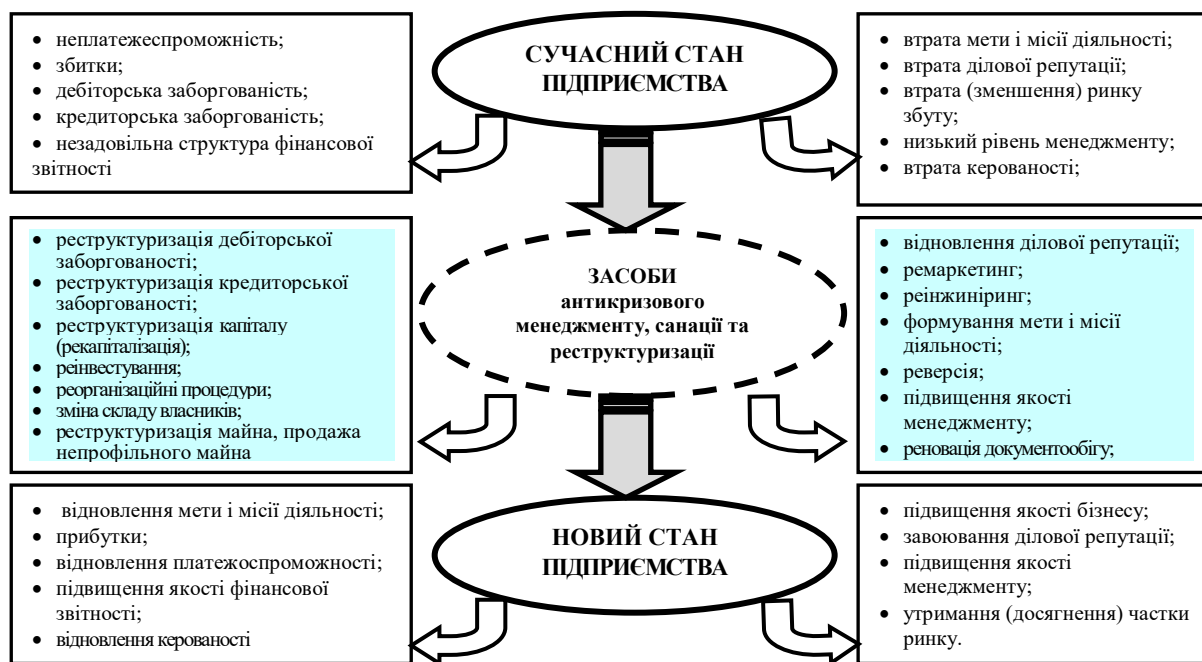 • неплатежеспроможність;
• збитки;
• дебіторська заборгованість;
• кредиторська заборгованість;
• незадовільна структура фінансової
звітності
СУЧАСНИЙ СТАН
ПІДПРИЄМСТВА
• втрата мети і місії діяльності;
• втрата ділової репутації;
• втрата (зменшення) ринку
збуту;
• низький рівень менеджменту;
• втрата керованості;
• реструктуризація дебіторської
заборгованості;
• реструктуризація кредиторської
заборгованості;
• реструктуризація капіталу
(рекапіталізація);
• реінвестування;
• реорганізаційні процедури;
• зміна складу власників;
• реструктуризація майна, продажа
непрофільного майна
ЗАСОБИ
антикризового
менеджменту, санації та
реструктуризації
• відновлення ділової репутації;
• ремаркетинг;
• реінжиніринг;
• формування мети і місії
діяльності;
• реверсія;
• підвищення якості
менеджменту;
• реновація документообігу;
• відновлення мети і місії діяльності;
• прибутки;
• відновлення платежоспроможності;
• підвищення якості фінансової
звітності;
• відновлення керованості
НОВИЙ СТАН
ПІДПРИЄМСТВА
• підвищення якості бізнесу;
• завоювання ділової репутації;
• підвищення якості
менеджменту;
• утримання (досягнення) частки
ринку.